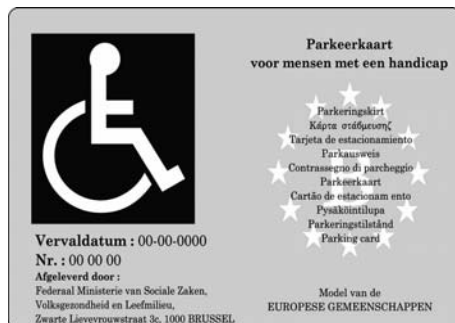 Parkeerkaart
voor mensen met een handicap
Parkeringskirt
Κάρτα στάθμευσης
Tarjeta de estacionamiento
Parkausweis
Contrassegno di parcheggio
Parkeerkaart
Cartão de estacionam ento
Pysäköintilupa
Parkeringstilstånd
Parking card
Model van de
EUROPESE GEMEENSCHAPPEN
Vervaldatum : 00-00-0000
Nr. : 00 00 00
Afgeleverd door :
Federaal Ministerie van Sociale Zaken,
Volksgezondheid en Leefmilieu,
Zwarte Lievevrouwstraat 3c, 1000 BRUSSEL